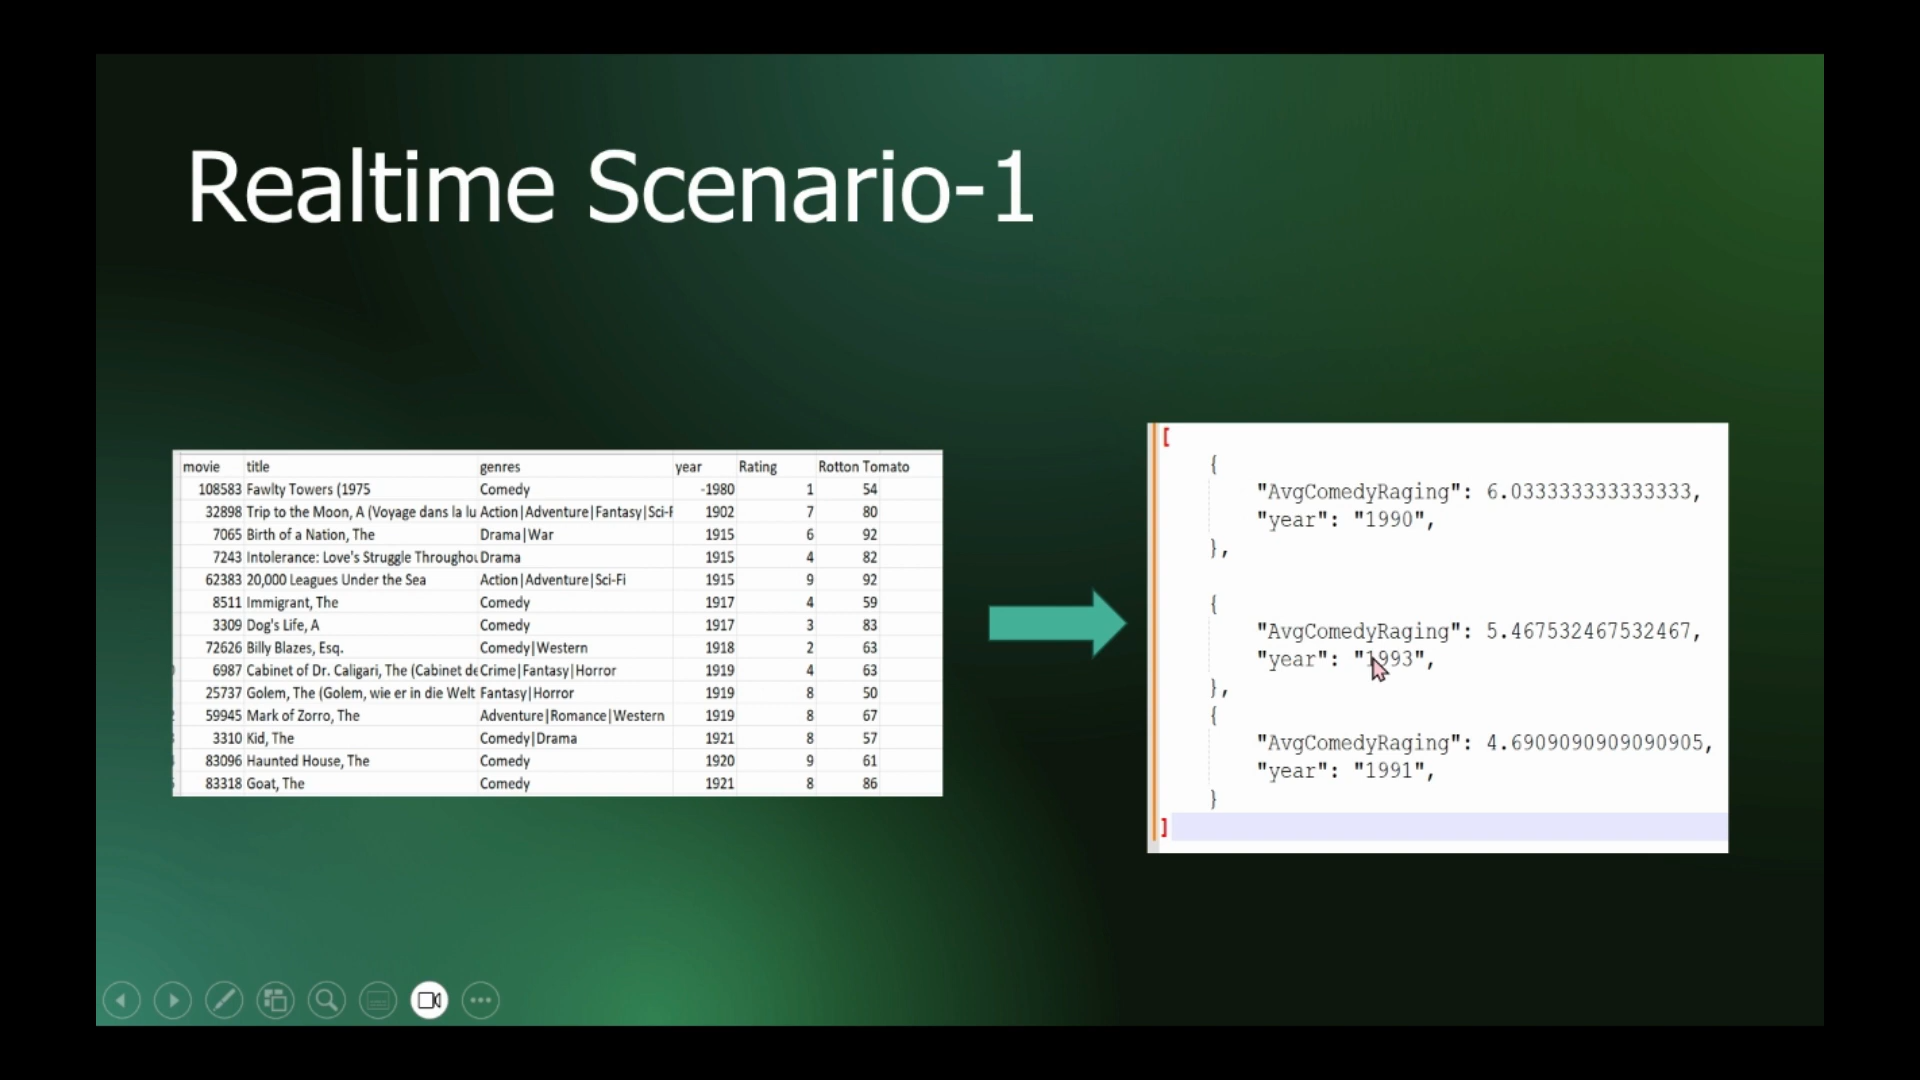 Realtime Scenario-1
movie title genres year Rating Rotton Tomato
108583 Fawlty Towers (1975 Comedy -1980 1 54
32898 Trip to the Moon, A (Voyage dans la lu Action|Adventure|Fantasy|Sci-F 1902 7 80
7065 Birth of a Nation, The Drama|War 1915 6 92
7243 Intolerance: Love's Struggle Throughou Drama 1915 4 82
62383 20,000 Leagues Under the Sea Action|Adventure|Sci-Fi 1915 9 92
8511 Immigrant, The Comedy 1917 4 59
3309 Dog's Life, A Comedy 1917 3 83
72626 Billy Blazes, Esq. Comedy|Western 1918 2 63
6987 Cabinet of Dr. Caligari, The (Cabinet de Crime|Fantasy|Horror 1919 4 63
25737 Golem, The (Golem, wie er in die Welt Fantasy|Horror 1919 8 50
59945 Mark of Zorro, The Adventure|Romance|Western 1919 8 67
3310 Kid, The Comedy|Drama 1921 8 57
83096 Haunted House, The Comedy 1920 9 61
83318 Goat, The Comedy 1921 8 86
[
{
"AvgComedyRaging": 6.033333333333333,
"year": "1990",
},
{
"AvgComedyRaging": 5.467532467532467,
"year": "1993",
},
{
"AvgComedyRaging": 4.6909090909090905,
"year": "1991",
}
]